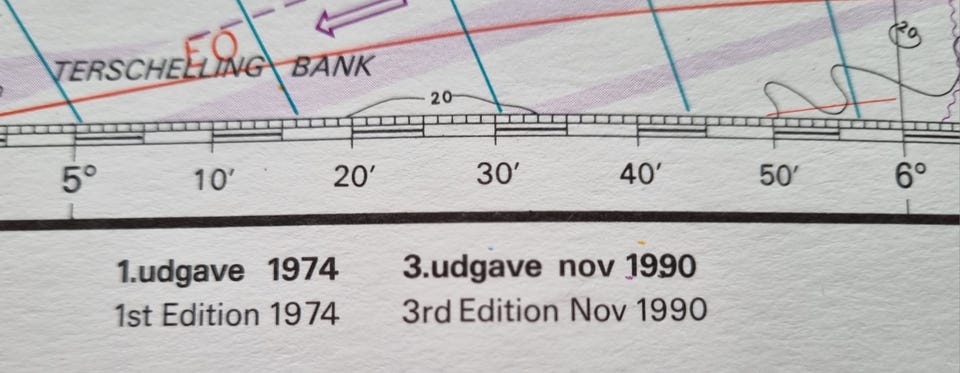 EO
TERSCHELLING BANK
20
20
5° 10′ 20′ 30′ 40′ 50′ 6°
1.udgave 1974 3.udgave nov 1990
1st Edition 1974 3rd Edition Nov 1990